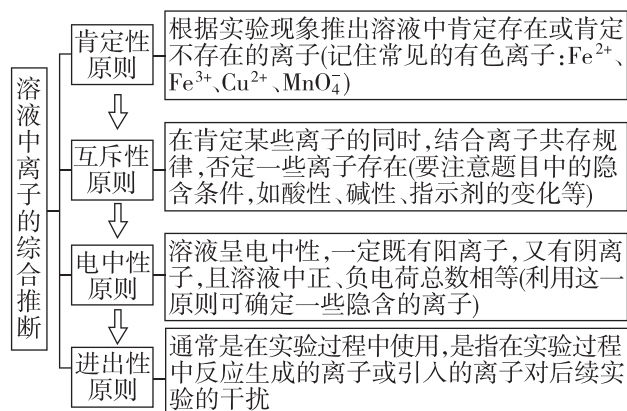 溶液中离子的综合推断
肯定性
原则
根据实验现象推出溶液中肯定存在或肯定
不存在的离子(记住常见的有色离子:Fe²⁺、
Fe³⁺、Cu²⁺、MnO₄⁻)
互斥性
原则
在肯定某些离子的同时,结合离子共存规
律,否定一些离子存在(要注意题目中的隐
含条件,如酸性、碱性、指示剂的变化等)
电中性
原则
溶液呈电中性,一定既有阳离子,又有阴离
子,且溶液中正、负电荷总数相等(利用这一
原则可确定一些隐含的离子)
进出性
原则
通常是在实验过程中使用,是指在实验过程
中反应生成的离子或引入的离子对后续实
验的干扰